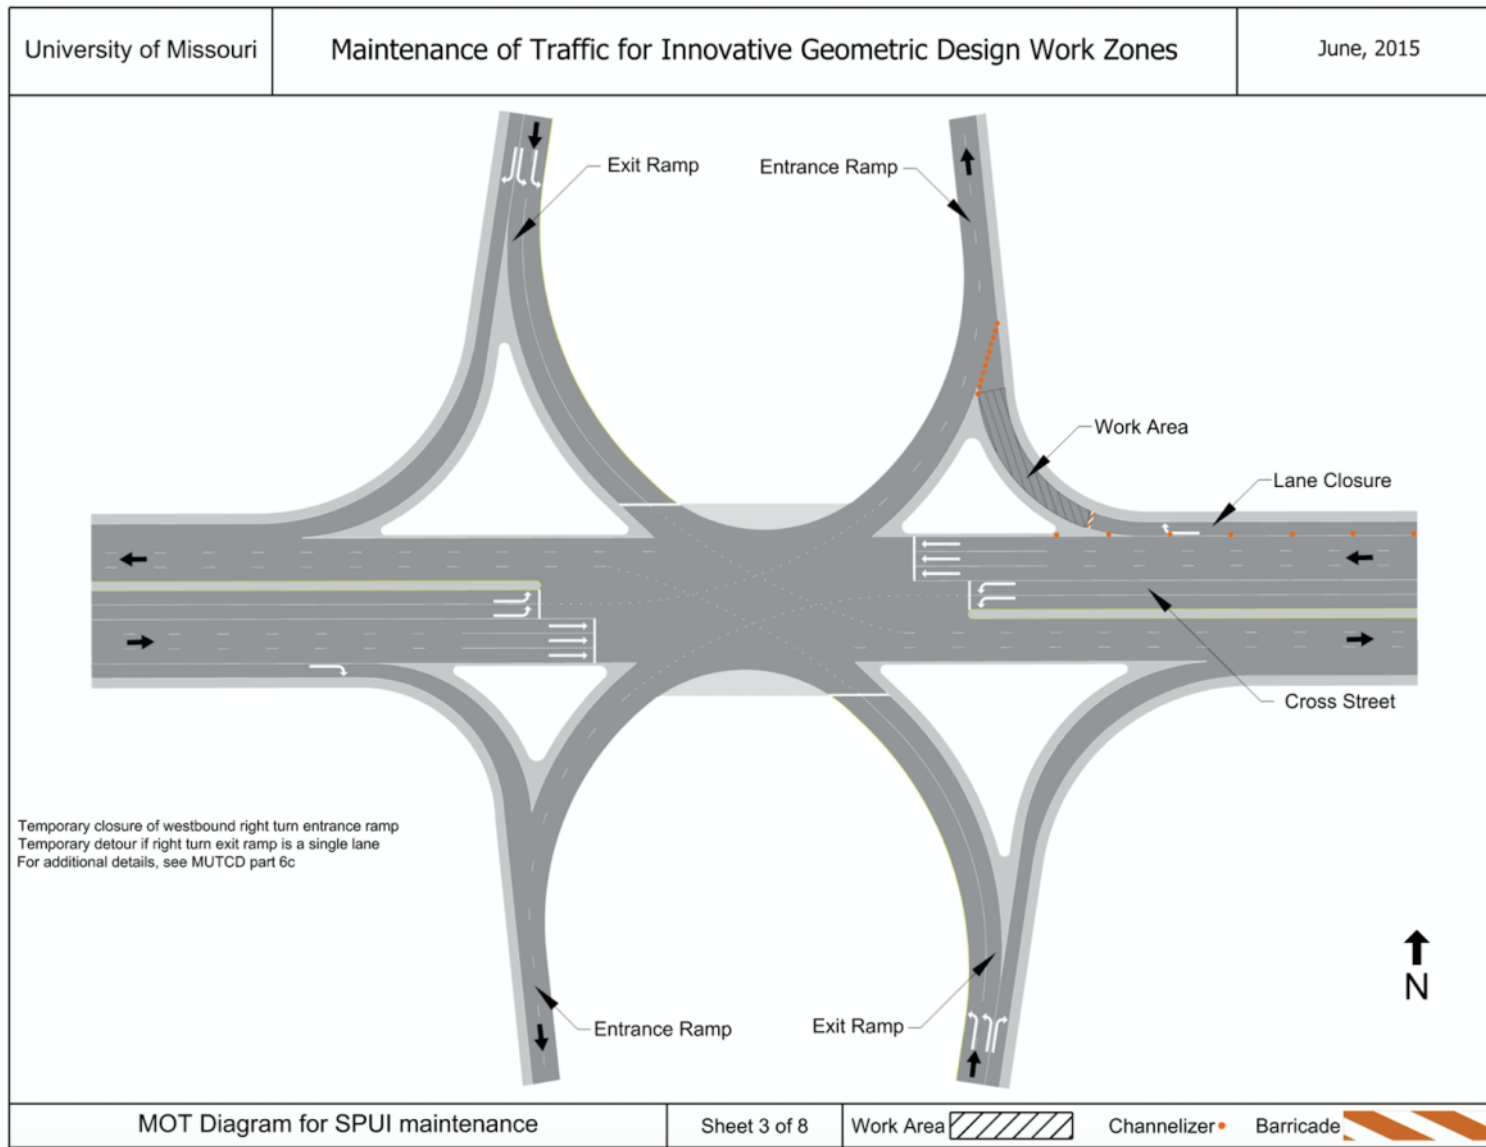 University of Missouri
Maintenance of Traffic for Innovative Geometric Design Work Zones
June, 2015
Exit Ramp
Entrance Ramp
Work Area
Lane Closure
Cross Street
Temporary closure of westbound right turn entrance ramp
Temporary detour if right turn exit ramp is a single lane
For additional details, see MUTCD part 6c
N
Entrance Ramp
Exit Ramp
MOT Diagram for SPUI maintenance
Sheet 3 of 8
Work Area
Channelizer
Barricade